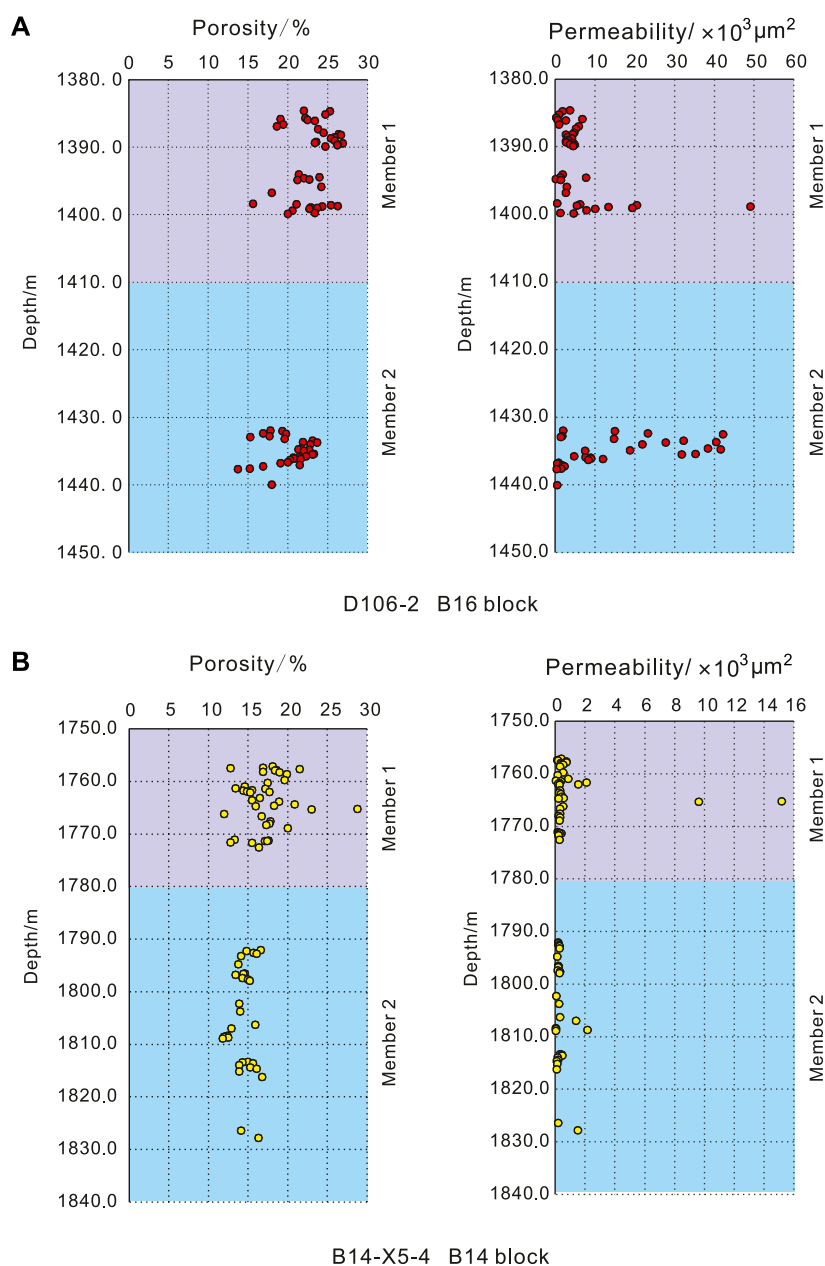 A
Porosity/ %
Permeability/ ×10³μm²
0 5 10 15 20 25 30
0 10 20 30 40 50 60
1380. 0
1390. 0
1400. 0
1410. 0
1420. 0
1430. 0
1440. 0
1450. 0
Depth/m
Member 1
Member 2
1380.0
1390.0
1400.0
1410.0
1420.0
1430.0
1440.0
1450.0
Depth/m
Member 1
Member 2
D106-2 B16 block
B
Porosity/ %
Permeability/ ×10³μm²
0 5 10 15 20 25 30
0 2 4 6 8 10 12 14 16
1750.0
1760.0
1770.0
1780.0
1790.0
1800.0
1810.0
1820.0
1830.0
1840.0
Depth/m
Member 1
Member 2
1750.0
1760.0
1770.0
1780.0
1790.0
1800.0
1810.0
1820.0
1830.0
1840.0
Depth/m
Member 1
Member 2
B14-X5-4 B14 block